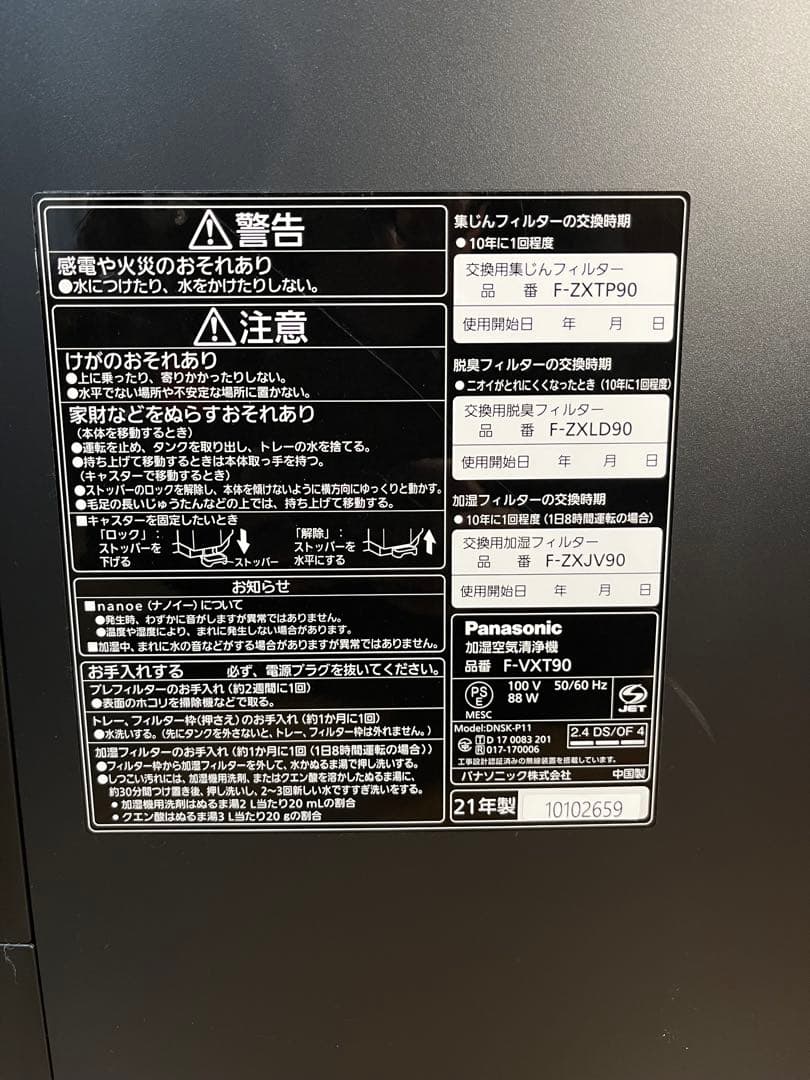 警告
感電や火災のおそれあり
●水につけたり、水をかけたりしない。
注意
けがのおそれあり
●上に乗ったり、寄りかかったりしない。
●水平でない場所や不安定な場所に置かない。
家財などをぬらすおそれあり
(本体を移動するとき)
●運転を止め、タンクを取り出し、トレーの水を捨てる。
●持ち上げて移動するときは本体取っ手を持つ。
(キャスターで移動するとき)
●ストッパーのロックを解除し、本体を傾けないように横方向にゆっくりと動かす。
●毛足の長いじゅうたんなどの上では、持ち上げて移動する。
■キャスターを固定したいとき
「ロック」:
ストッパーを
下げる
ストッパー
「解除」:
ストッパーを
水平にする
お知らせ
■nanoe(ナノイー)について
●発生時、わずかに音がしますが異常ではありません。
●温度や湿度により、まれに発生しない場合があります。
■加湿中、まれに水の音などがする場合がありますが異常ではありません。
お手入れする 必ず、電源プラグを抜いてください。
プレフィルターのお手入れ(約2週間に1回)
●表面のホコリを掃除機などで取る。
トレー、フィルター枠(押さえ)のお手入れ(約1か月に1回)
●水洗いする。(先にタンクを外さないと、トレー、フィルター枠は外れません。)
加湿フィルターのお手入れ(約1か月に1回(1日8時間運転の場合))
●フィルター枠から加湿フィルターを外して、水かぬるま湯で押し洗いする。
●しつこい汚れには、加湿機用洗剤、またはクエン酸を溶かしたぬるま湯に、
約30分間つけ置き後、押し洗いし、2~3回新しい水ですすぎ洗いをする。
• 加湿機用洗剤はぬるま湯2 L当たり20 mLの割合
• クエン酸はぬるま湯3 L当たり20 gの割合
集じんフィルターの交換時期
● 10年に1回程度
交換用集じんフィルター
品 番 F-ZXTP90
使用開始日 年 月 日
脱臭フィルターの交換時期
● ニオイがとれにくくなったとき (10年に1回程度)
交換用脱臭フィルター
品 番 F-ZXLD90
使用開始日 年 月 日
加湿フィルターの交換時期
● 10年に1回程度 (1日8時間運転の場合)
交換用加湿フィルター
品 番 F-ZXJV90
使用開始日 年 月 日
Panasonic
加湿空気清浄機
品番 F-VXT90
PS
E
MESC
100 V 50/60 Hz
88 W
JET
Model:DNSK-P11
T D 17 0083 201
R 017-170006
2.4 DS/OF 4
工事設計認証済みの無線装置を搭載しています。
パナソニック株式会社 中国製
21年製 10102659